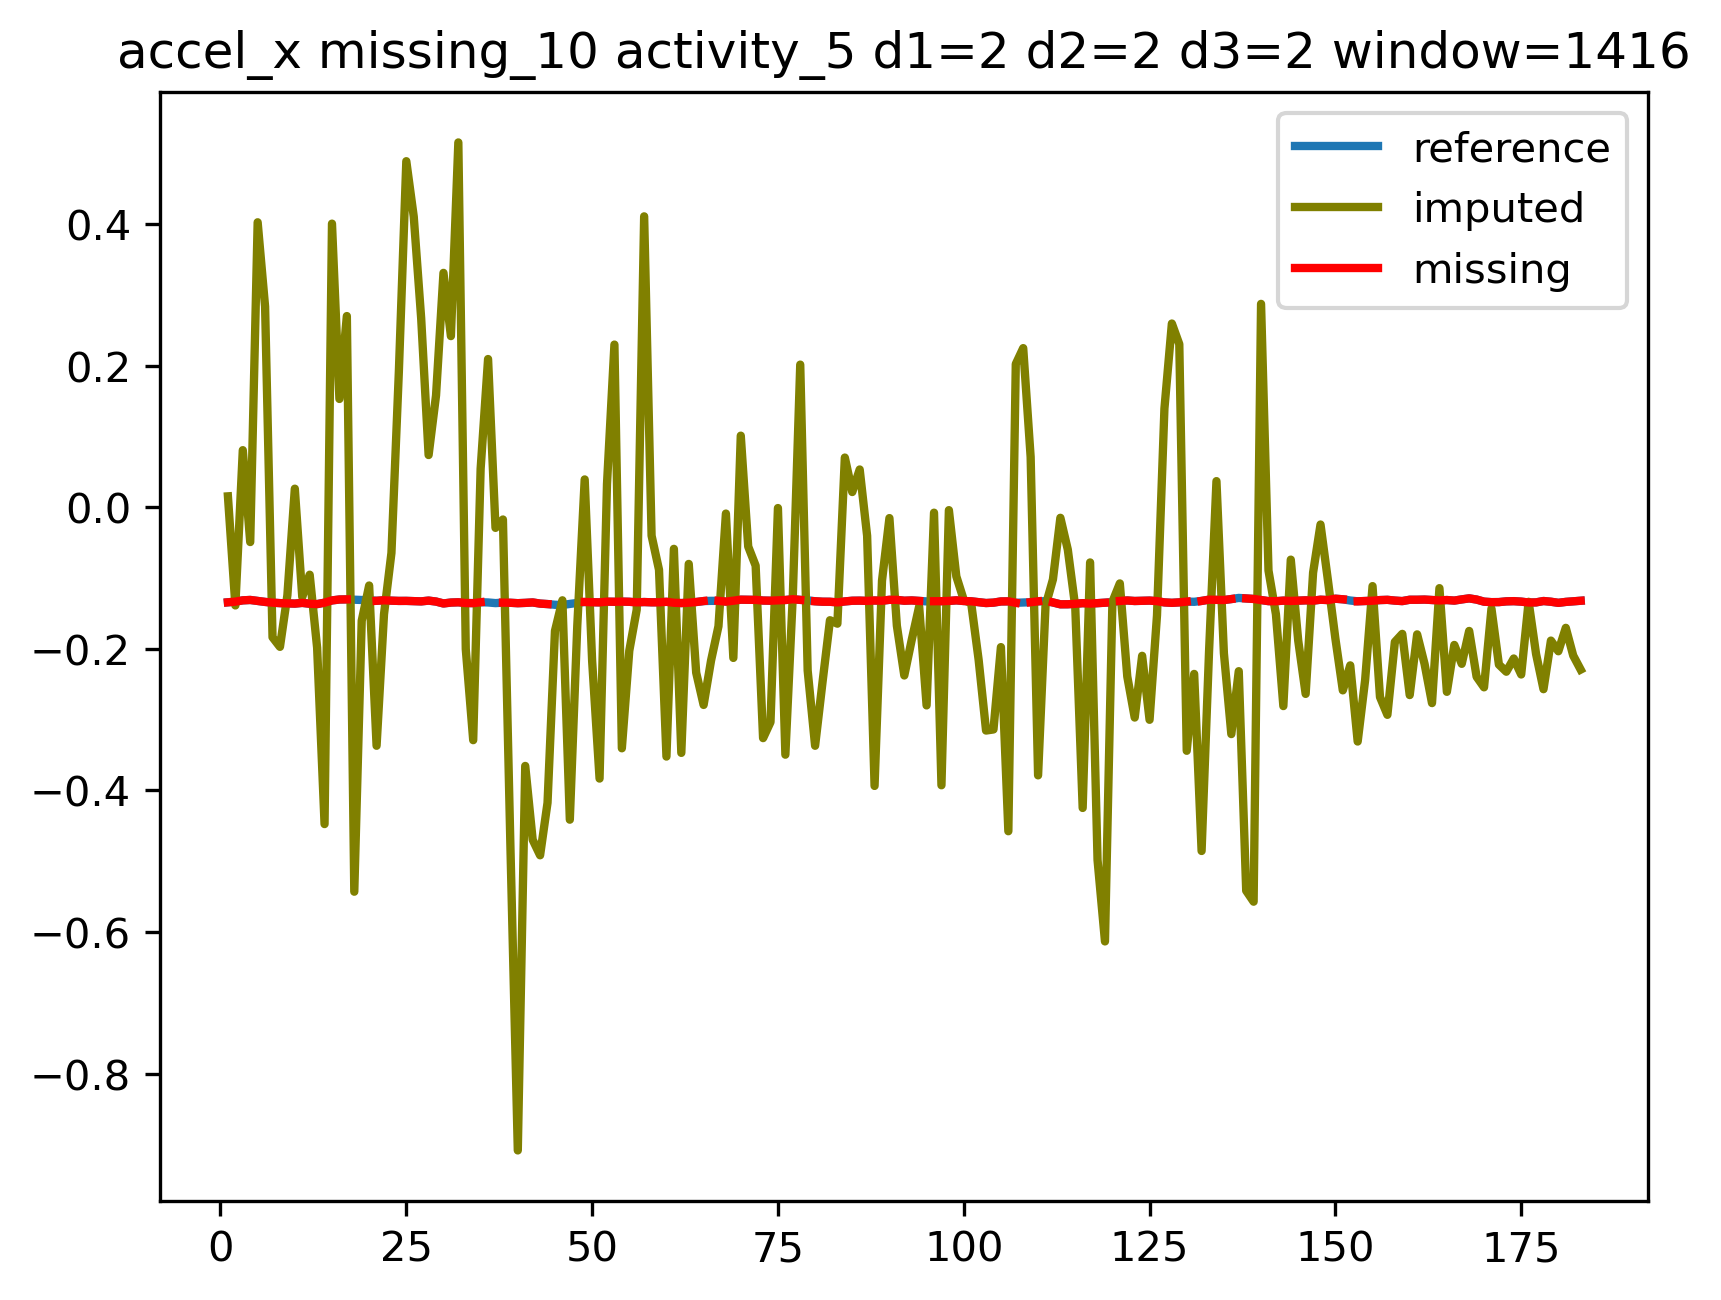 accel_x missing_10 activity_5 d1=2 d2=2 d3=2 window=1416
reference
imputed
missing
0.4
0.2
0.0
−0.2
−0.4
−0.6
−0.8
0 25 50 75 100 125 150 175